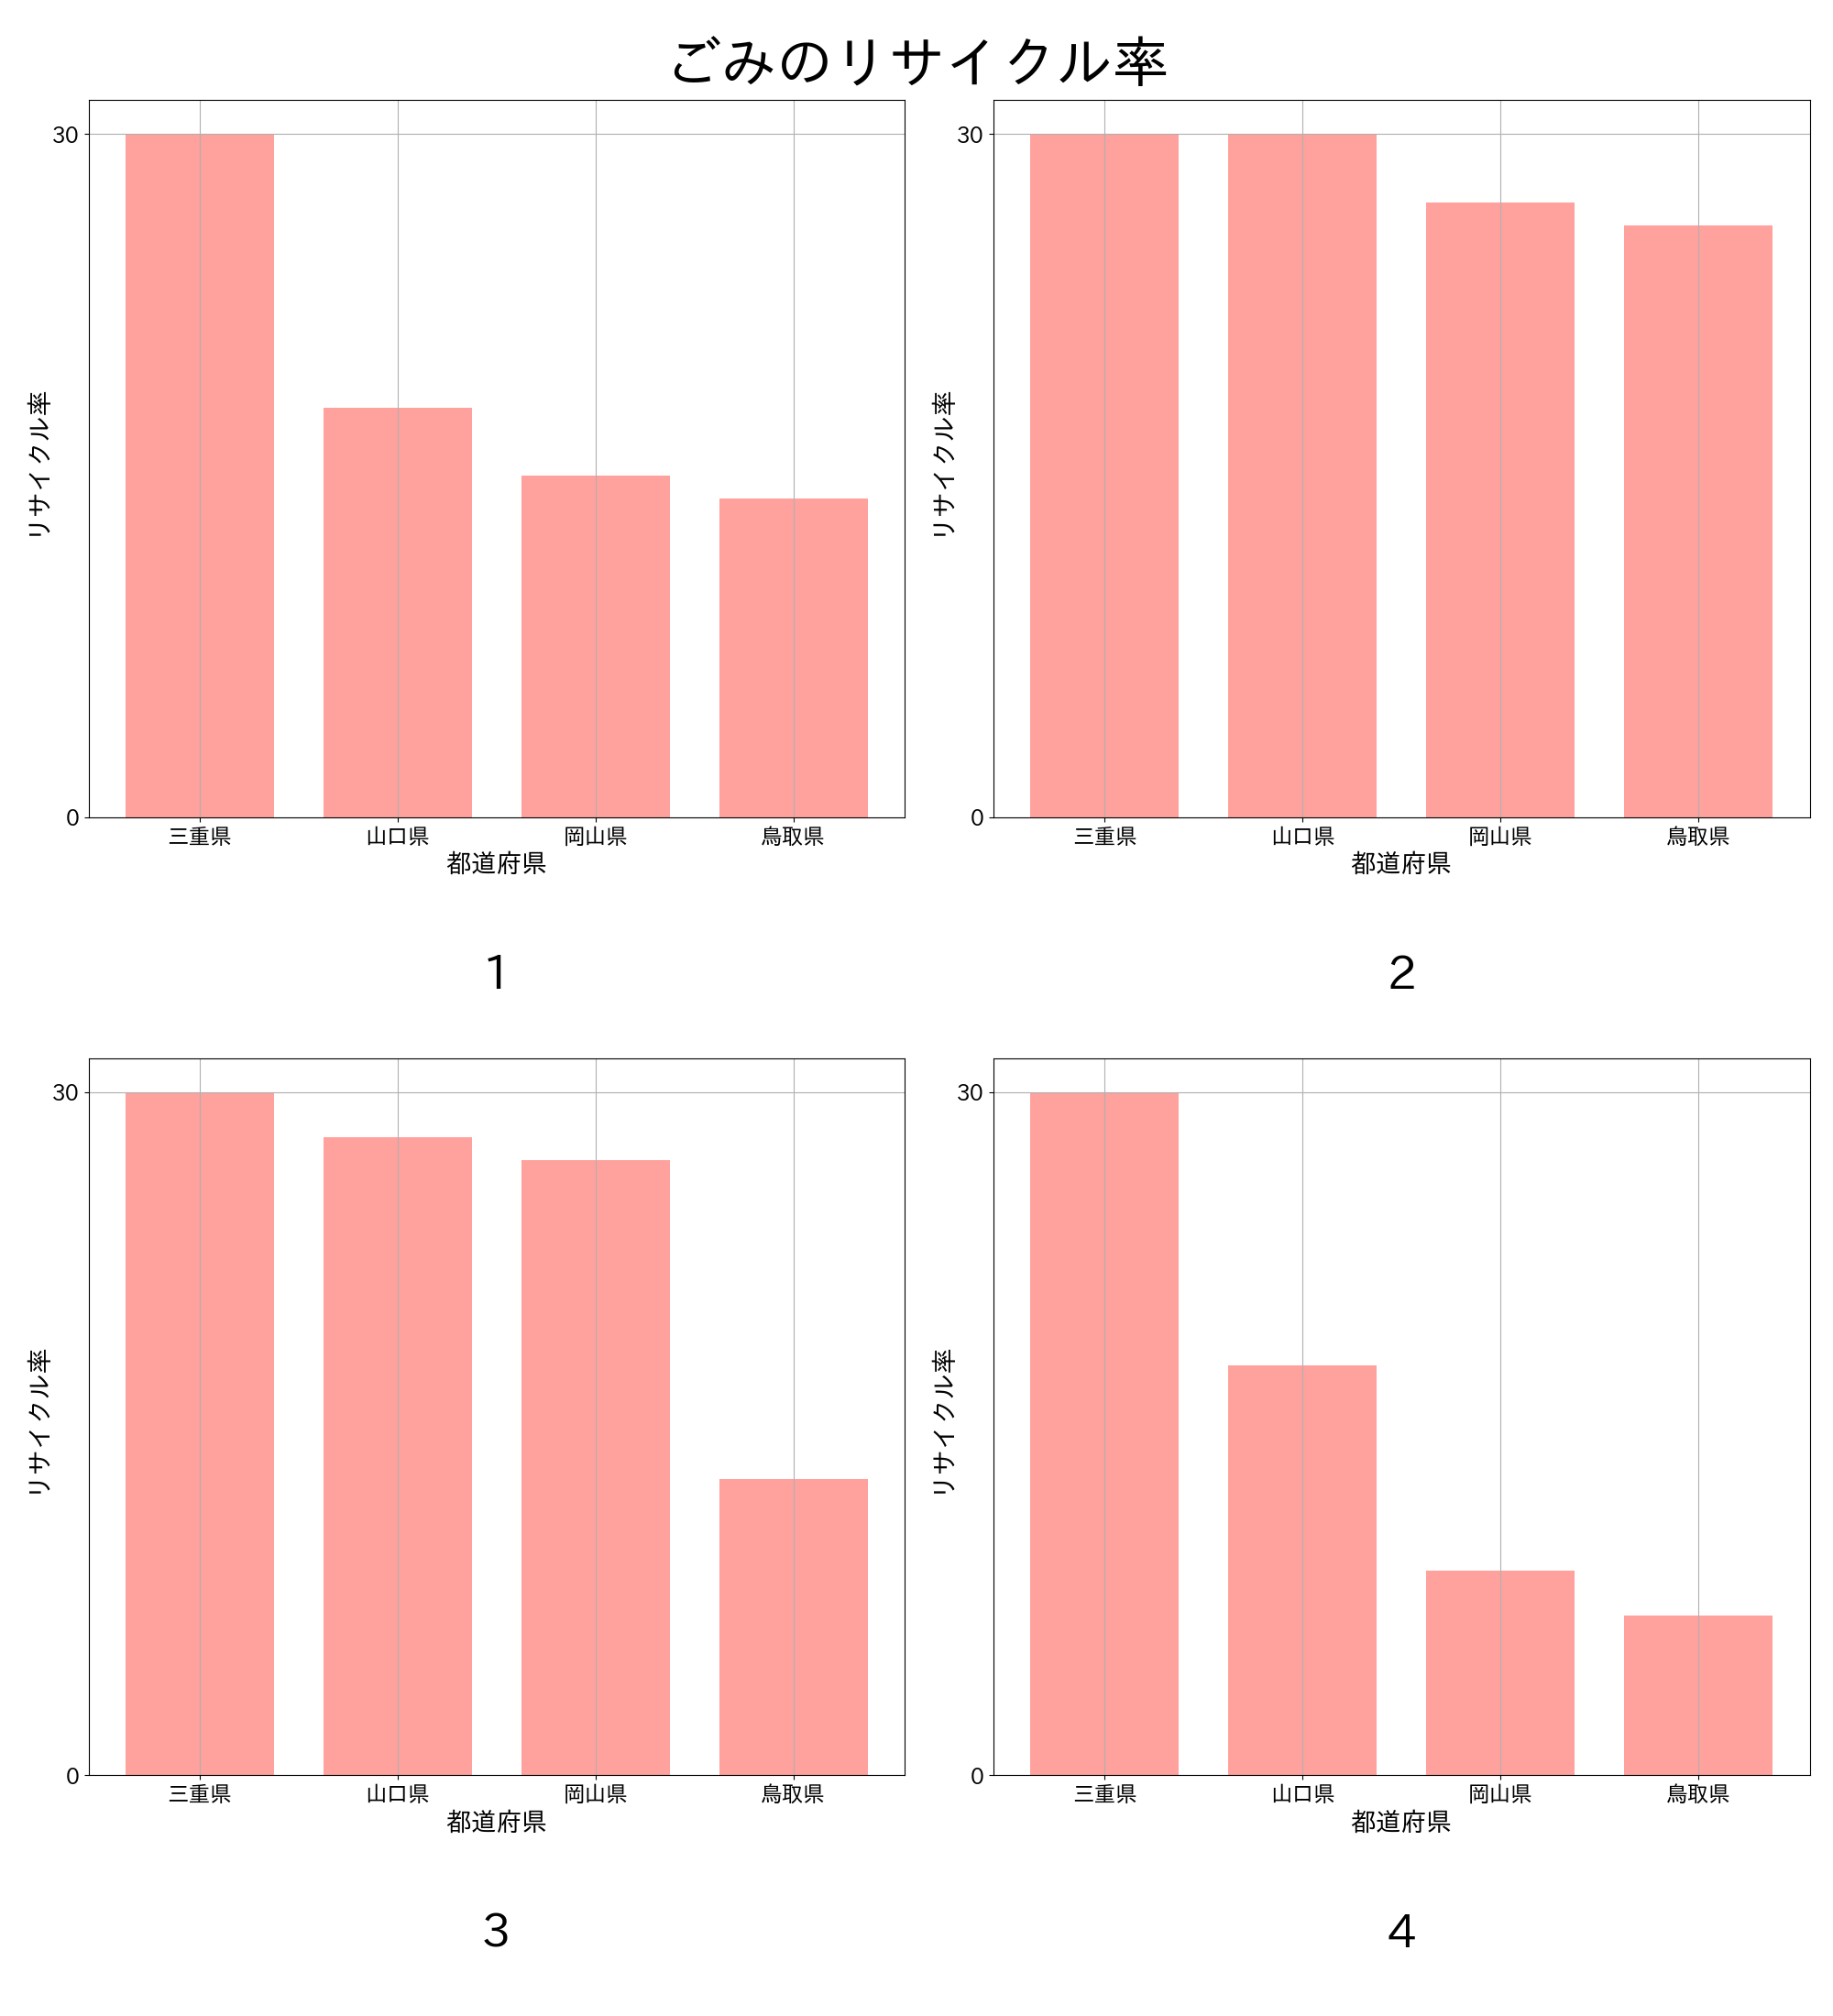 ごみのリサイクル率
30
0
リサイクル率
三重県 山口県 岡山県 鳥取県
都道府県
1
30
0
リサイクル率
三重県 山口県 岡山県 鳥取県
都道府県
2
30
0
リサイクル率
三重県 山口県 岡山県 鳥取県
都道府県
3
30
0
リサイクル率
三重県 山口県 岡山県 鳥取県
都道府県
4